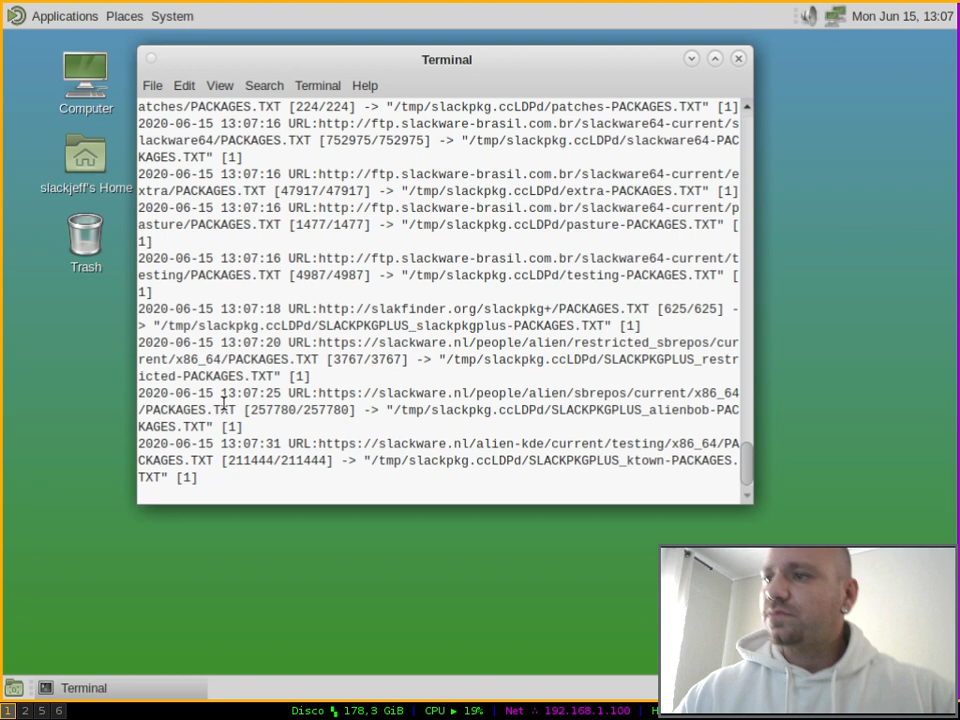 Applications Places System
Mon Jun 15, 13:07
Computer
slackjeff's Home
Trash
Terminal
File Edit View Search Terminal Help
atches/PACKAGES.TXT [224/224] -> "/tmp/slackpkg.ccLDPd/patches-PACKAGES.TXT" [1]
2020-06-15 13:07:16 URL:http://ftp.slackware-brasil.com.br/slackware64-current/s
lackware64/PACKAGES.TXT [752975/752975] -> "/tmp/slackpkg.ccLDPd/slackware64-PAC
KAGES.TXT" [1]
2020-06-15 13:07:16 URL:http://ftp.slackware-brasil.com.br/slackware64-current/e
xtra/PACKAGES.TXT [47917/47917] -> "/tmp/slackpkg.ccLDPd/extra-PACKAGES.TXT" [1]
2020-06-15 13:07:16 URL:http://ftp.slackware-brasil.com.br/slackware64-current/p
asture/PACKAGES.TXT [1477/1477] -> "/tmp/slackpkg.ccLDPd/pasture-PACKAGES.TXT" [
1]
2020-06-15 13:07:16 URL:http://ftp.slackware-brasil.com.br/slackware64-current/t
esting/PACKAGES.TXT [4987/4987] -> "/tmp/slackpkg.ccLDPd/testing-PACKAGES.TXT" [
1]
2020-06-15 13:07:18 URL:http://slakfinder.org/slackpkg+/PACKAGES.TXT [625/625] -
> "/tmp/slackpkg.ccLDPd/SLACKPKGPLUS_slackpkgplus-PACKAGES.TXT" [1]
2020-06-15 13:07:20 URL:https://slackware.nl/people/alien/restricted_sbrepos/cur
rent/x86_64/PACKAGES.TXT [3767/3767] -> "/tmp/slackpkg.ccLDPd/SLACKPKGPLUS_restr
icted-PACKAGES.TXT" [1]
2020-06-15 13:07:25 URL:https://slackware.nl/people/alien/sbrepos/current/x86_64
/PACKAGES.TXT [257780/257780] -> "/tmp/slackpkg.ccLDPd/SLACKPKGPLUS_alienbob-PAC
KAGES.TXT" [1]
2020-06-15 13:07:31 URL:https://slackware.nl/alien-kde/current/testing/x86_64/PA
CKAGES.TXT [211444/211444] -> "/tmp/slackpkg.ccLDPd/SLACKPKGPLUS_ktown-PACKAGES.
TXT" [1]
Terminal
1 2 5 6
Disco 178,3 GiB | CPU ▶ 19% | Net ∴ 192.168.1.100 | H